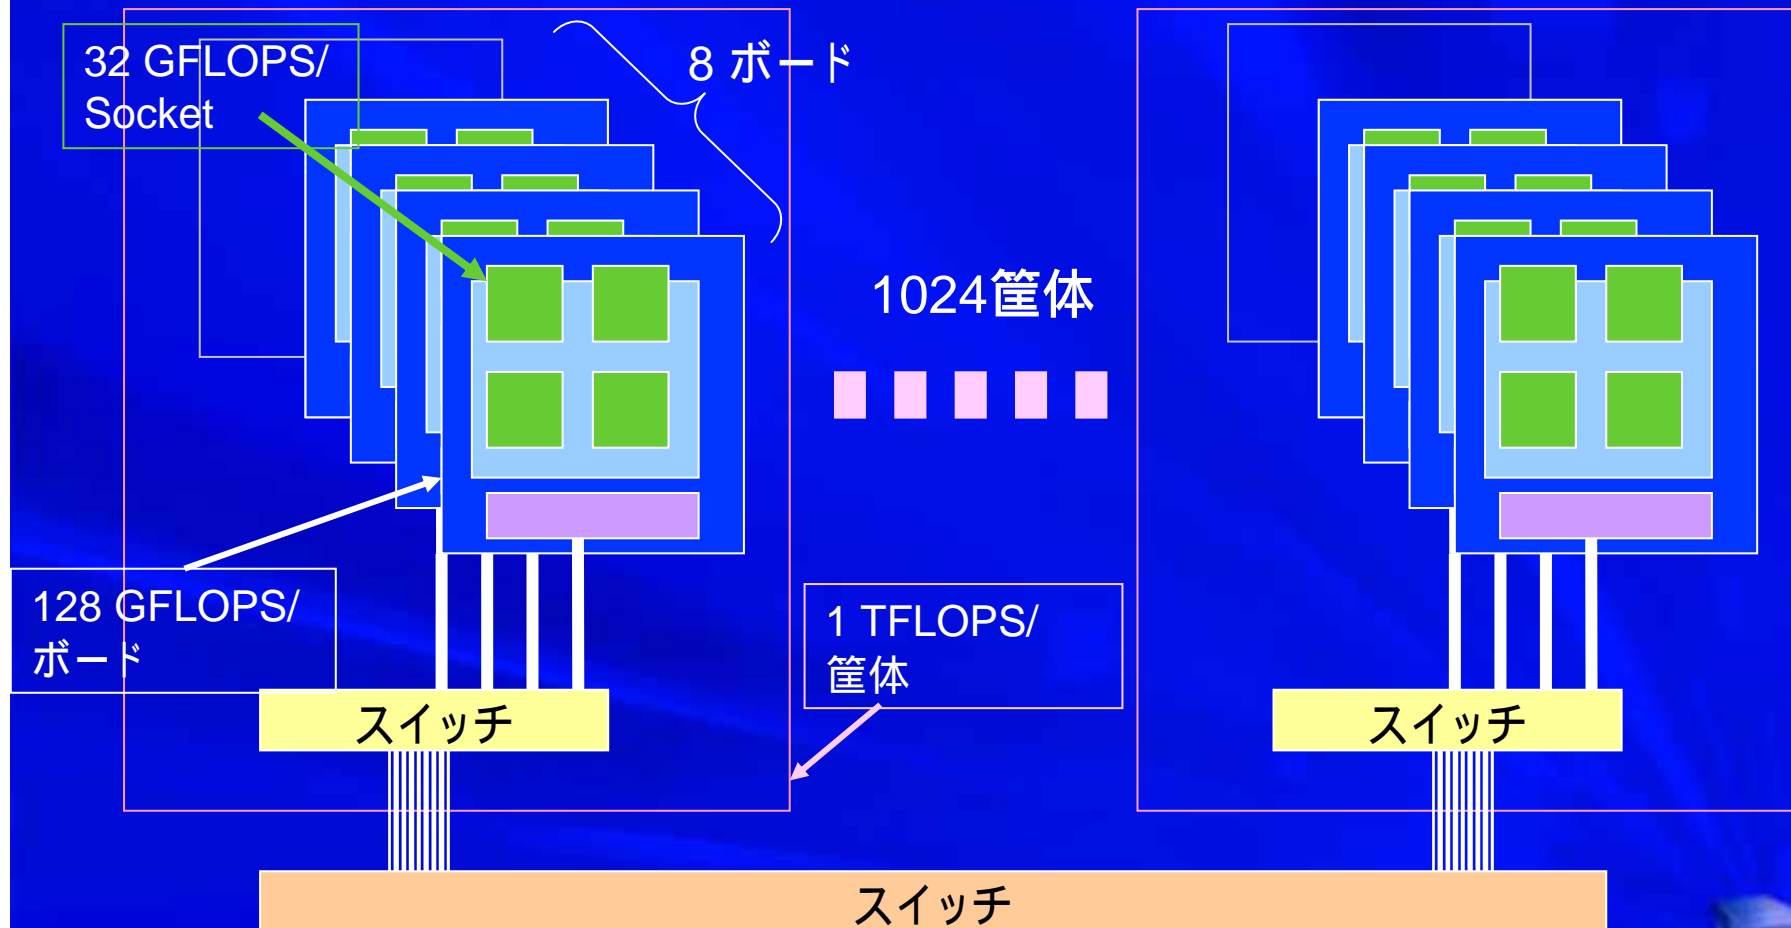 32 GFLOPS/
Socket
8 ボード
1024筐体
128 GFLOPS/
ボード
1 TFLOPS/
筐体
スイッチ
スイッチ
スイッチ